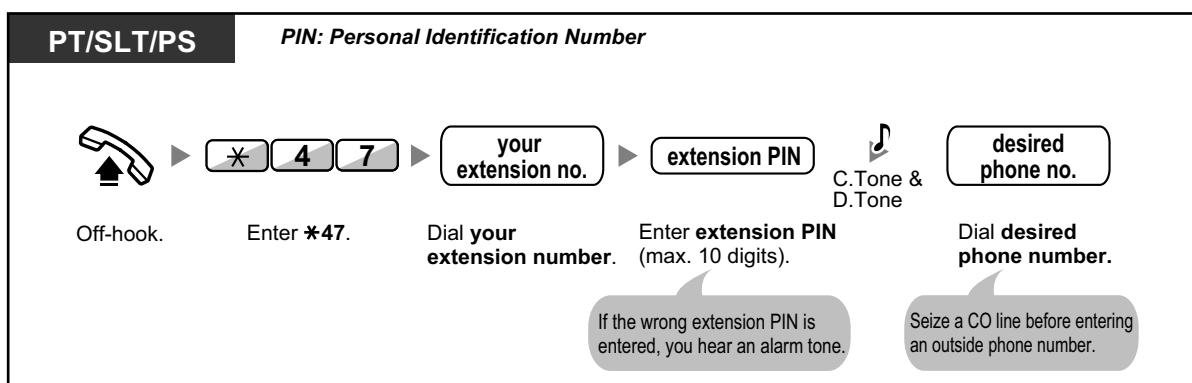 PT/SLT/PS
PIN: Personal Identification Number
✕ 4 7
your
extension no.
extension PIN
C.Tone &
D.Tone
desired
phone no.
Off-hook.
Enter ✕47.
Dial your
extension number.
Enter extension PIN
(max. 10 digits).
Dial desired
phone number.
If the wrong extension PIN is
entered, you hear an alarm tone.
Seize a CO line before entering
an outside phone number.